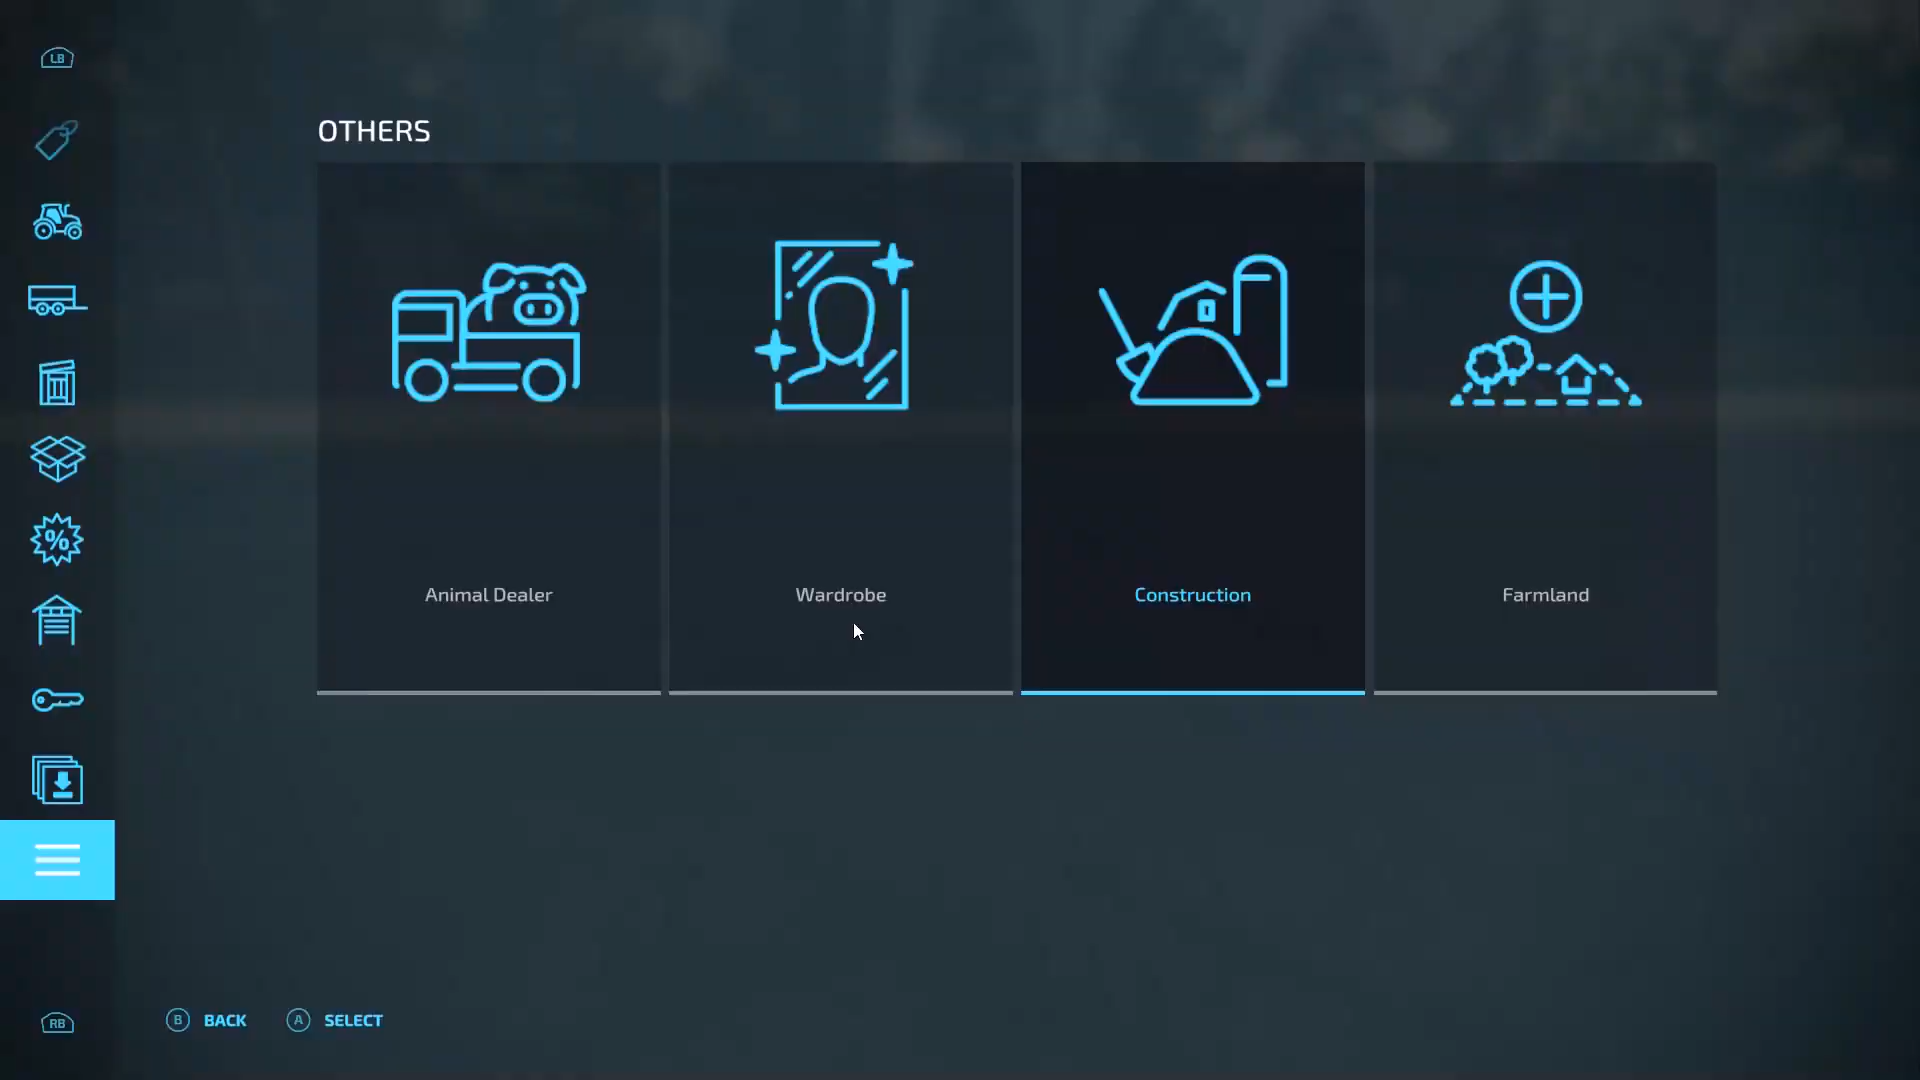 LB
OTHERS
%
Animal Dealer
Wardrobe
Construction
Farmland
RB
B BACK A SELECT